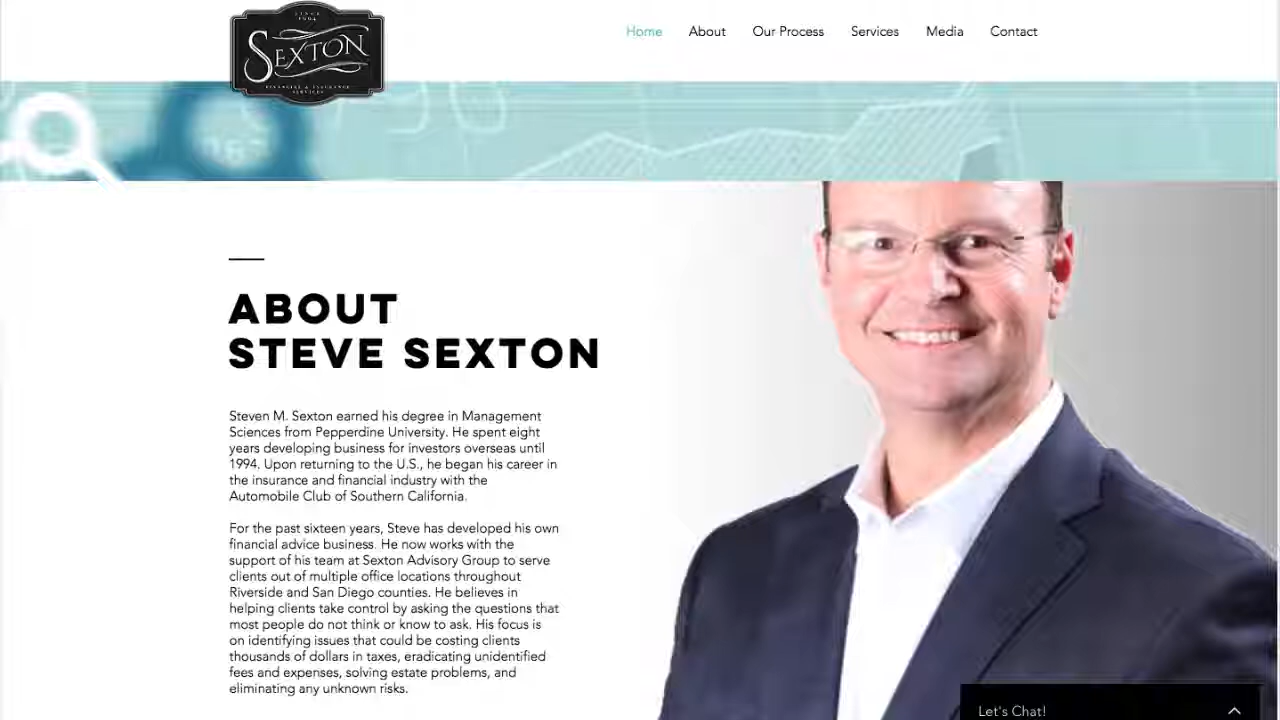 SINCE
1994
SEXTON
FINANCIAL & INSURANCE
SERVICES
Home About Our Process Services Media Contact
ABOUT
STEVE SEXTON
Steven M. Sexton earned his degree in Management
Sciences from Pepperdine University. He spent eight
years developing business for investors overseas until
1994. Upon returning to the U.S., he began his career in
the insurance and financial industry with the
Automobile Club of Southern California.
For the past sixteen years, Steve has developed his own
financial advice business. He now works with the
support of his team at Sexton Advisory Group to serve
clients out of multiple office locations throughout
Riverside and San Diego counties. He believes in
helping clients take control by asking the questions that
most people do not think or know to ask. His focus is
on identifying issues that could be costing clients
thousands of dollars in taxes, eradicating unidentified
fees and expenses, solving estate problems, and
eliminating any unknown risks.
Let's Chat!